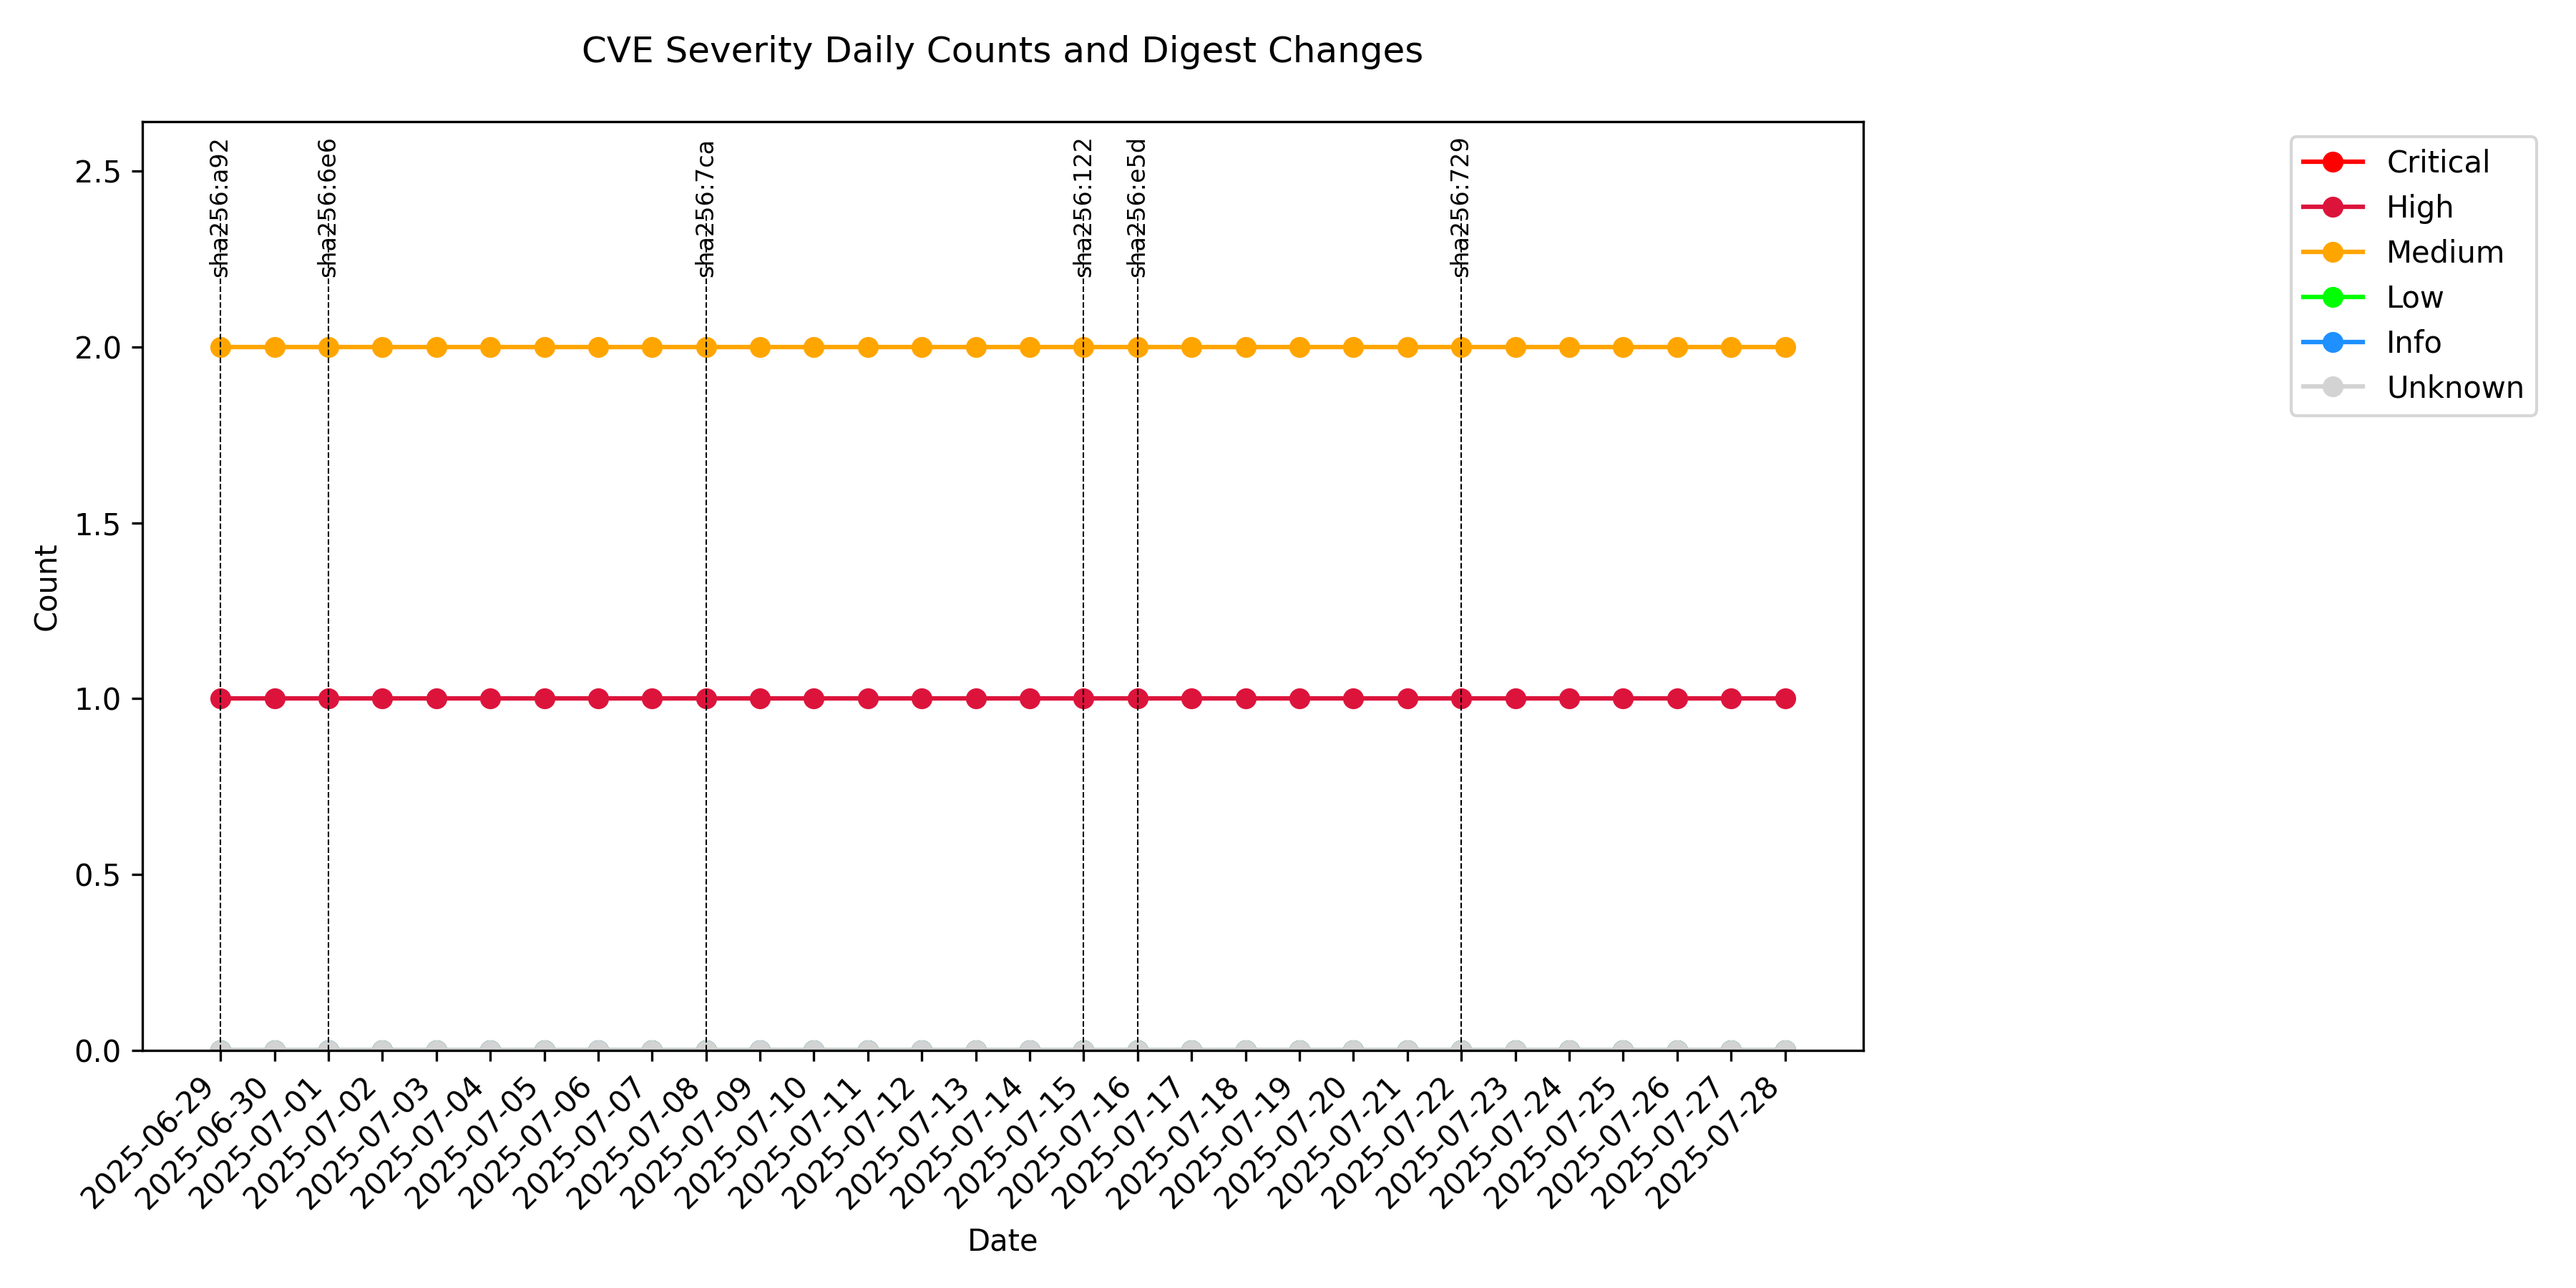 CVE Severity Daily Counts and Digest Changes
sha256:a92
sha256:6e6
sha256:7ca
sha256:122
sha256:e5d
sha256:729
Critical
High
Medium
Low
Info
Unknown
2.5
2.0
1.5
1.0
0.5
0.0
Count
2025-06-29
2025-06-30
2025-07-01
2025-07-02
2025-07-03
2025-07-04
2025-07-05
2025-07-06
2025-07-07
2025-07-08
2025-07-09
2025-07-10
2025-07-11
2025-07-12
2025-07-13
2025-07-14
2025-07-15
2025-07-16
2025-07-17
2025-07-18
2025-07-19
2025-07-20
2025-07-21
2025-07-22
2025-07-23
2025-07-24
2025-07-25
2025-07-26
2025-07-27
2025-07-28
Date